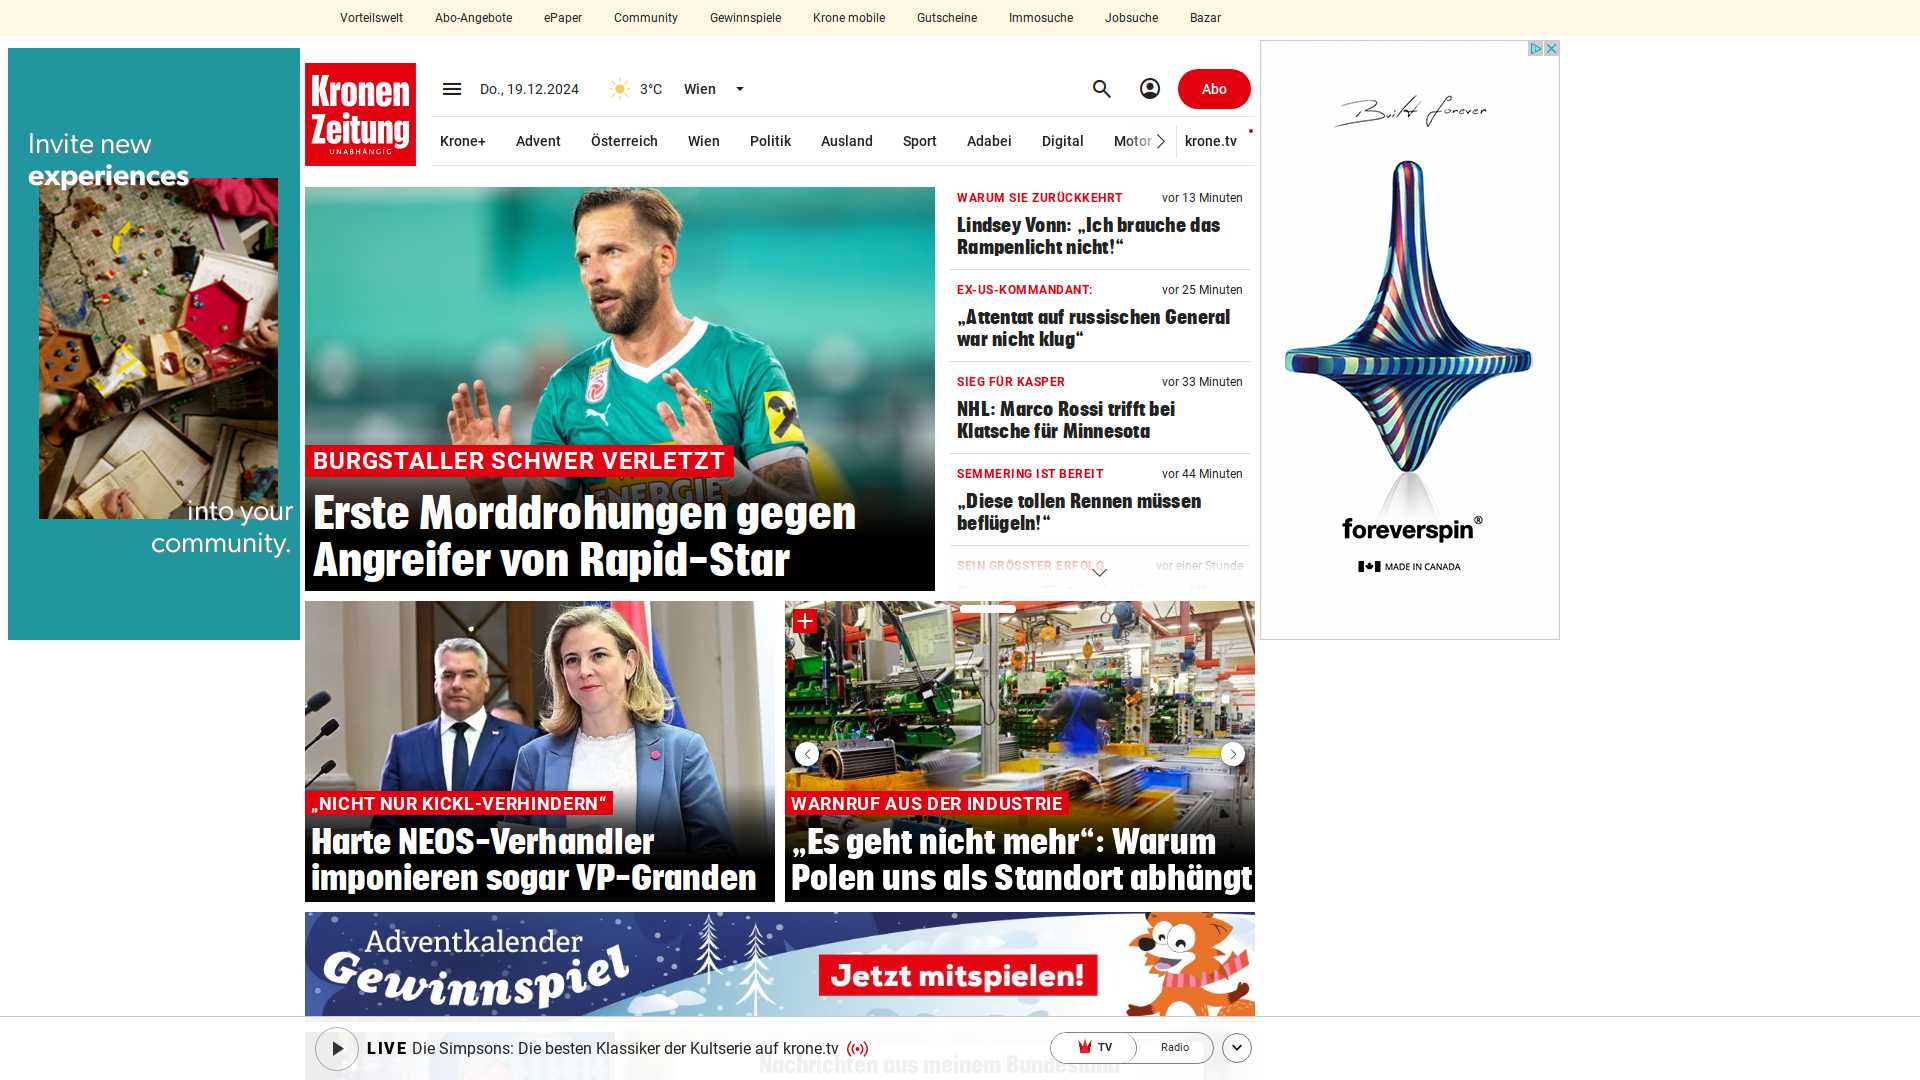 Vorteilswelt Abo-Angebote ePaper Community Gewinnspiele Krone mobile Gutscheine Immosuche Jobsuche Bazar
Invite new
experiences
into your
community.
Kronen
Zeitung
UNABHÄNGIG
Do., 19.12.2024 3°C Wien Abo
Krone+ Advent Österreich Wien Politik Ausland Sport Adabei Digital Motor krone.tv
BURGSTALLER SCHWER VERLETZT
Erste Morddrohungen gegen
Angreifer von Rapid-Star
WARUM SIE ZURÜCKKEHRT vor 13 Minuten
Lindsey Vonn: „Ich brauche das
Rampenlicht nicht!“
EX-US-KOMMANDANT: vor 25 Minuten
„Attentat auf russischen General
war nicht klug“
SIEG FÜR KASPER vor 33 Minuten
NHL: Marco Rossi trifft bei
Klatsche für Minnesota
SEMMERING IST BEREIT vor 44 Minuten
„Diese tollen Rennen müssen
beflügeln!“
SEIN GRÖSSTER ERFOLG vor einer Stunde
Built forever
foreverspin®
MADE IN CANADA
„NICHT NUR KICKL-VERHINDERN“
Harte NEOS-Verhandler
imponieren sogar VP-Granden
WARNRUF AUS DER INDUSTRIE
„Es geht nicht mehr“: Warum
Polen uns als Standort abhängt
Adventkalender
Gewinnspiel
Jetzt mitspielen!
LIVE Die Simpsons: Die besten Klassiker der Kultserie auf krone.tv TV Radio
Nachrichten aus meinem Bundesland